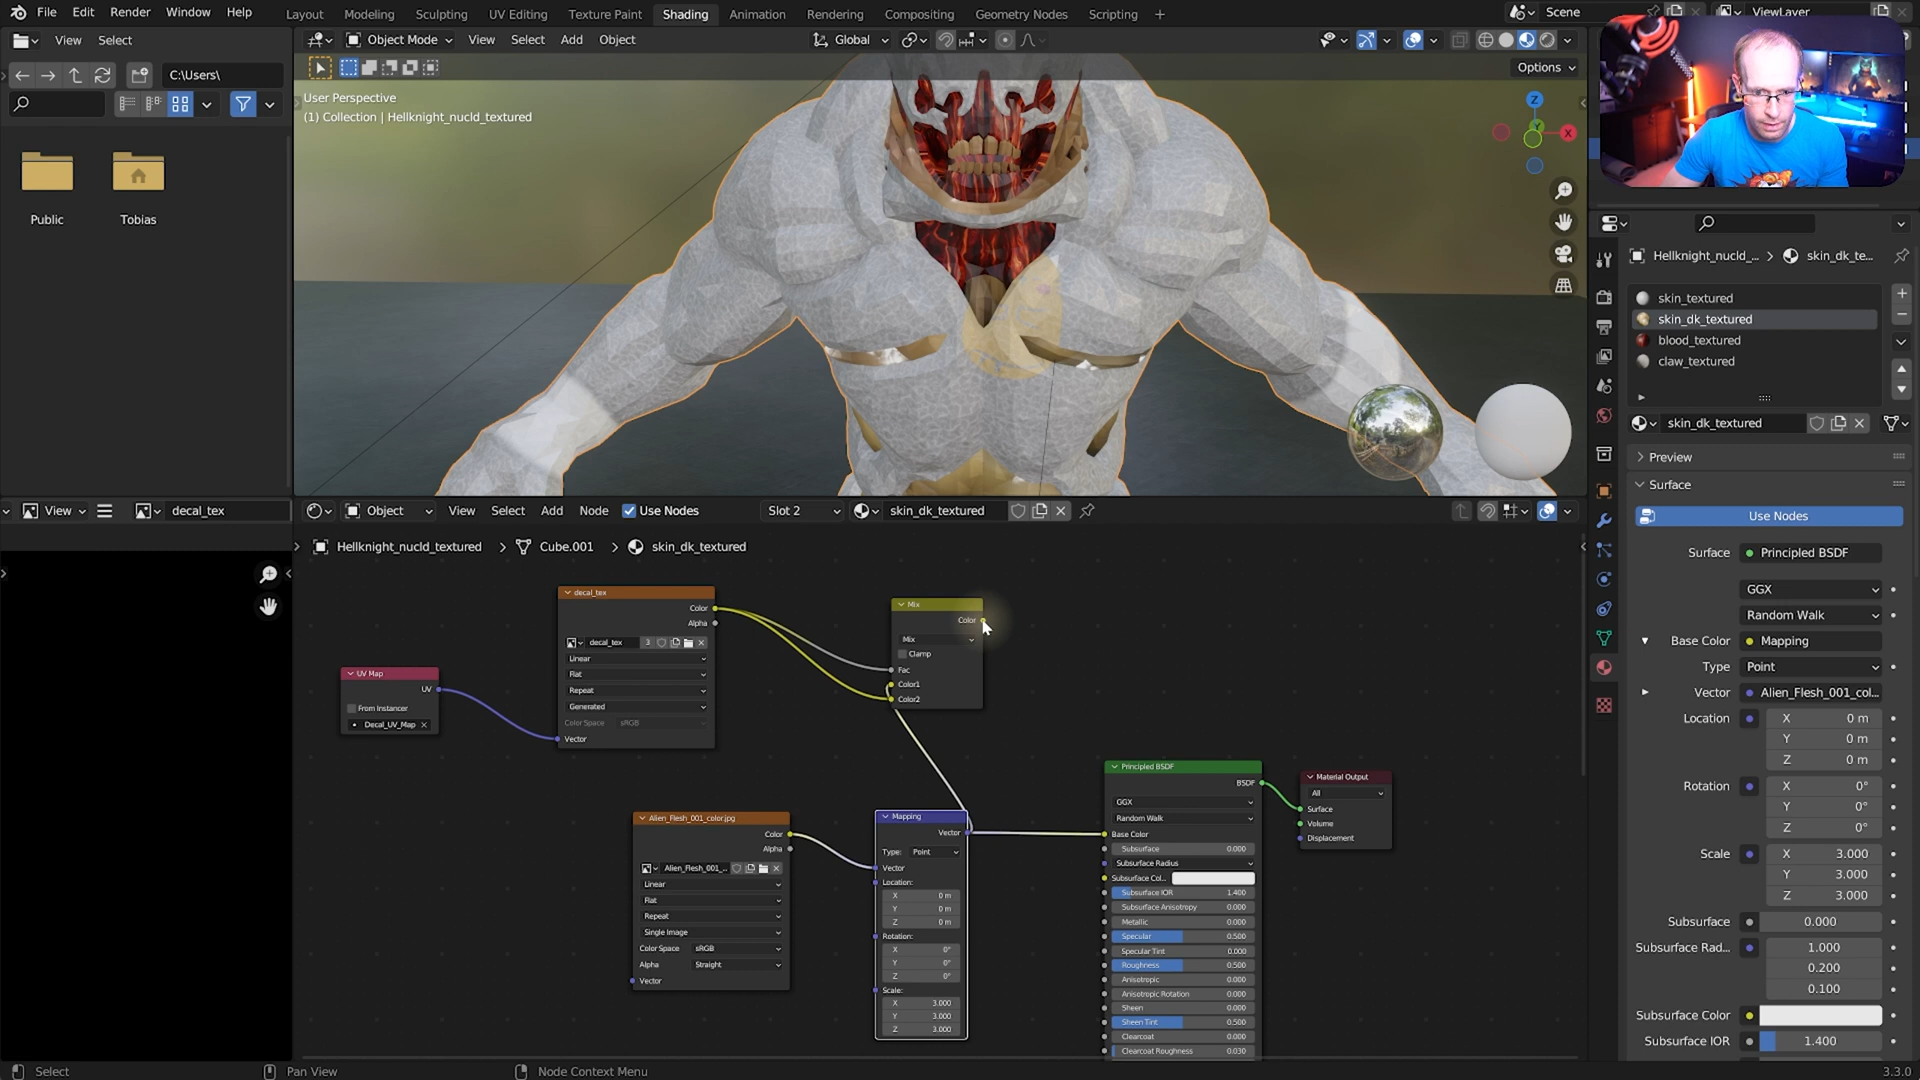 File Edit Render Window Help
Layout Modeling Sculpting UV Editing Texture Paint Shading Animation Rendering Compositing Geometry Nodes Scripting +
Scene
ViewLayer
View Select
Object Mode View Select Add Object
Global
C:\Users\
Options
User Perspective
(1) Collection | Hellknight_nucld_textured
Z
X
Public
Tobias
Hellknight_nucld_... > skin_dk_te...
skin_textured
skin_dk_textured
blood_textured
claw_textured
skin_dk_textured
Preview
Surface
Use Nodes
Surface Principled BSDF
GGX
Random Walk
Base Color Mapping
Type Point
Vector Alien_Flesh_001_col...
Location X 0 m
Y 0 m
Z 0 m
Rotation X 0°
Y 0°
Z 0°
Scale X 3.000
Y 3.000
Z 3.000
Subsurface 0.000
Subsurface Rad... 1.000
0.200
0.100
Subsurface Color
Subsurface IOR 1.400
View decal_tex
Object View Select Add Node Use Nodes Slot 2 skin_dk_textured
Hellknight_nucld_textured > Cube.001 > skin_dk_textured
UV Map
UV
From Instancer
Decal_UV_Map
decal_tex
Color
Alpha
decal_tex 3
Linear
Flat
Repeat
Generated
Color Space sRGB
Vector
Mix
Color
Mix
Clamp
Fac
Color1
Color2
Alien_Flesh_001_color.jpg
Color
Alpha
Alien_Flesh_001_...
Linear
Flat
Repeat
Single Image
Color Space sRGB
Alpha Straight
Vector
Mapping
Vector
Type: Point
Vector
Location:
X 0 m
Y 0 m
Z 0 m
Rotation:
X 0°
Y 0°
Z 0°
Scale:
X 3.000
Y 3.000
Z 3.000
Principled BSDF
BSDF
GGX
Random Walk
Base Color
Subsurface 0.000
Subsurface Radius
Subsurface Col...
Subsurface IOR 1.400
Subsurface Anisotropy 0.000
Metallic 0.000
Specular 0.500
Specular Tint 0.000
Roughness 0.500
Anisotropic 0.000
Anisotropic Rotation 0.000
Sheen 0.000
Sheen Tint 0.500
Clearcoat 0.000
Clearcoat Roughness 0.030
Material Output
All
Surface
Volume
Displacement
Select Pan View Node Context Menu 3.3.0